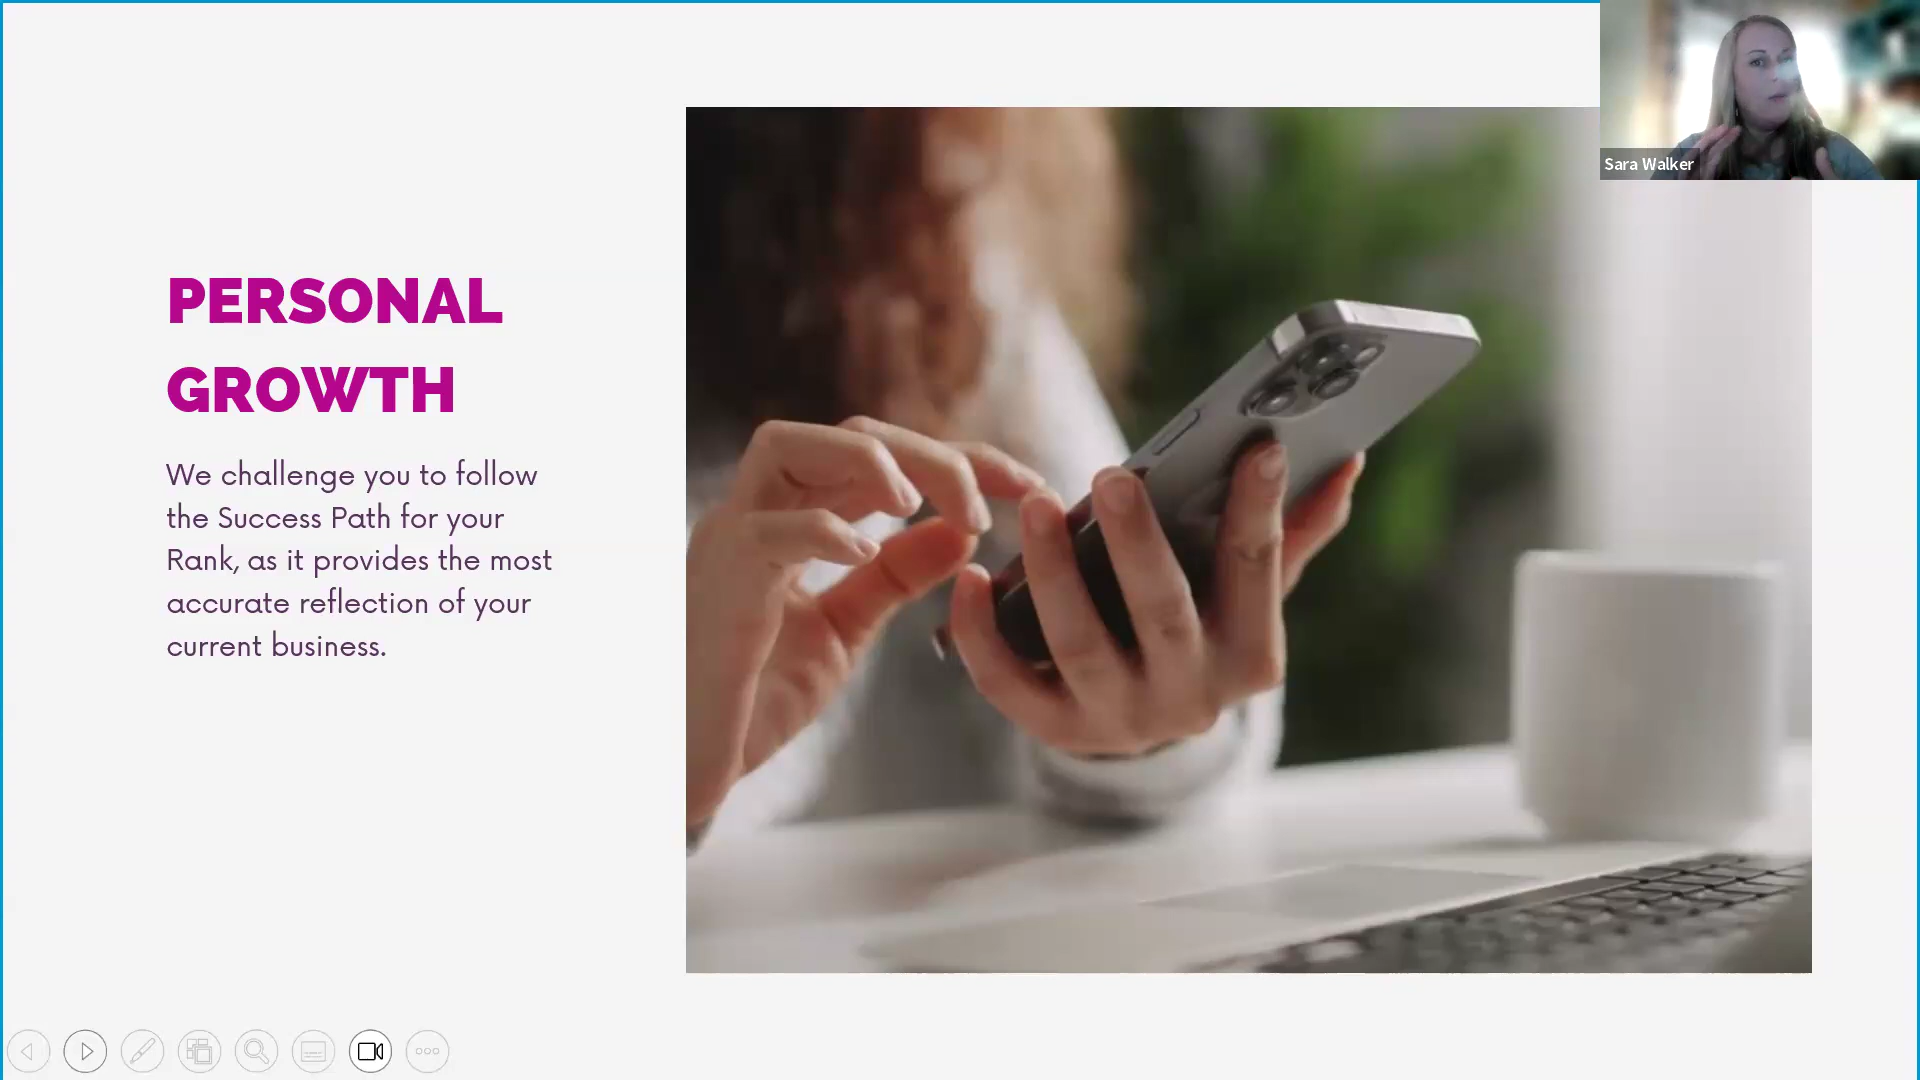 Sara Walker
PERSONAL
GROWTH
We challenge you to follow
the Success Path for your
Rank, as it provides the most
accurate reflection of your
current business.